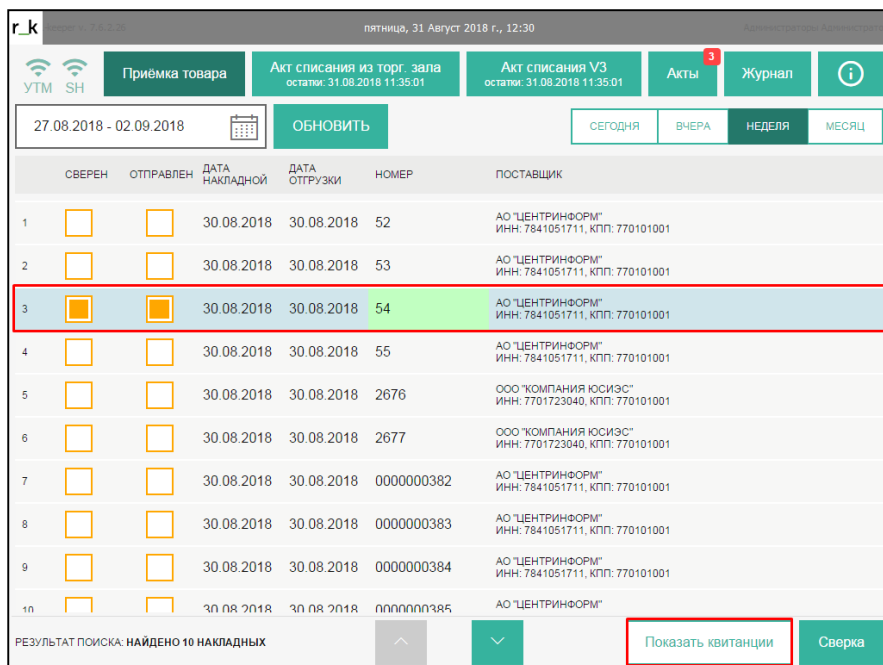 r_k
keeper v. 7.6.2.36
пятница, 31 Август 2018 г., 12:30
УТМ SH
Приёмка товара
Акт списания из торг. зала
остатки: 31.08.2018 11:35:01
Акт списания V3
остатки: 31.08.2018 11:35:01
Акты
3
Журнал
27.08.2018 - 02.09.2018
ОБНОВИТЬ
СЕГОДНЯ ВЧЕРА НЕДЕЛЯ МЕСЯЦ
СВЕРЕН ОТПРАВЛЕН ДАТА НАКЛАДНОЙ ДАТА ОТГРУЗКИ НОМЕР ПОСТАВЩИК
1 30.08.2018 30.08.2018 52 АО "ЦЕНТРИНФОРМ"
ИНН: 7841051711, КПП: 770101001
2 30.08.2018 30.08.2018 53 АО "ЦЕНТРИНФОРМ"
ИНН: 7841051711, КПП: 770101001
3 30.08.2018 30.08.2018 54 АО "ЦЕНТРИНФОРМ"
ИНН: 7841051711, КПП: 770101001
4 30.08.2018 30.08.2018 55 АО "ЦЕНТРИНФОРМ"
ИНН: 7841051711, КПП: 770101001
5 30.08.2018 30.08.2018 2676 ООО "КОМПАНИЯ ЮСИЭС"
ИНН: 7701723040, КПП: 770101001
6 30.08.2018 30.08.2018 2677 ООО "КОМПАНИЯ ЮСИЭС"
ИНН: 7701723040, КПП: 770101001
7 30.08.2018 30.08.2018 0000000382 АО "ЦЕНТРИНФОРМ"
ИНН: 7841051711, КПП: 770101001
8 30.08.2018 30.08.2018 0000000383 АО "ЦЕНТРИНФОРМ"
ИНН: 7841051711, КПП: 770101001
9 30.08.2018 30.08.2018 0000000384 АО "ЦЕНТРИНФОРМ"
ИНН: 7841051711, КПП: 770101001
10 30.08.2018 30.08.2018 0000000385 АО "ЦЕНТРИНФОРМ"
РЕЗУЛЬТАТ ПОИСКА: НАЙДЕНО 10 НАКЛАДНЫХ
Показать квитанции
Сверка